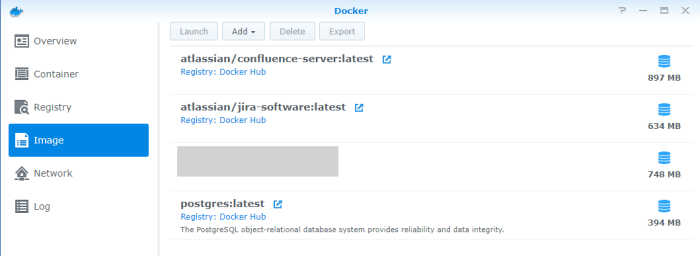 Docker
Launch Add Delete Export
Overview
Container
Registry
Image
Network
Log
atlassian/confluence-server:latest
Registry: Docker Hub
897 MB
atlassian/jira-software:latest
Registry: Docker Hub
634 MB
748 MB
postgres:latest
Registry: Docker Hub
The PostgreSQL object-relational database system provides reliability and data integrity.
394 MB